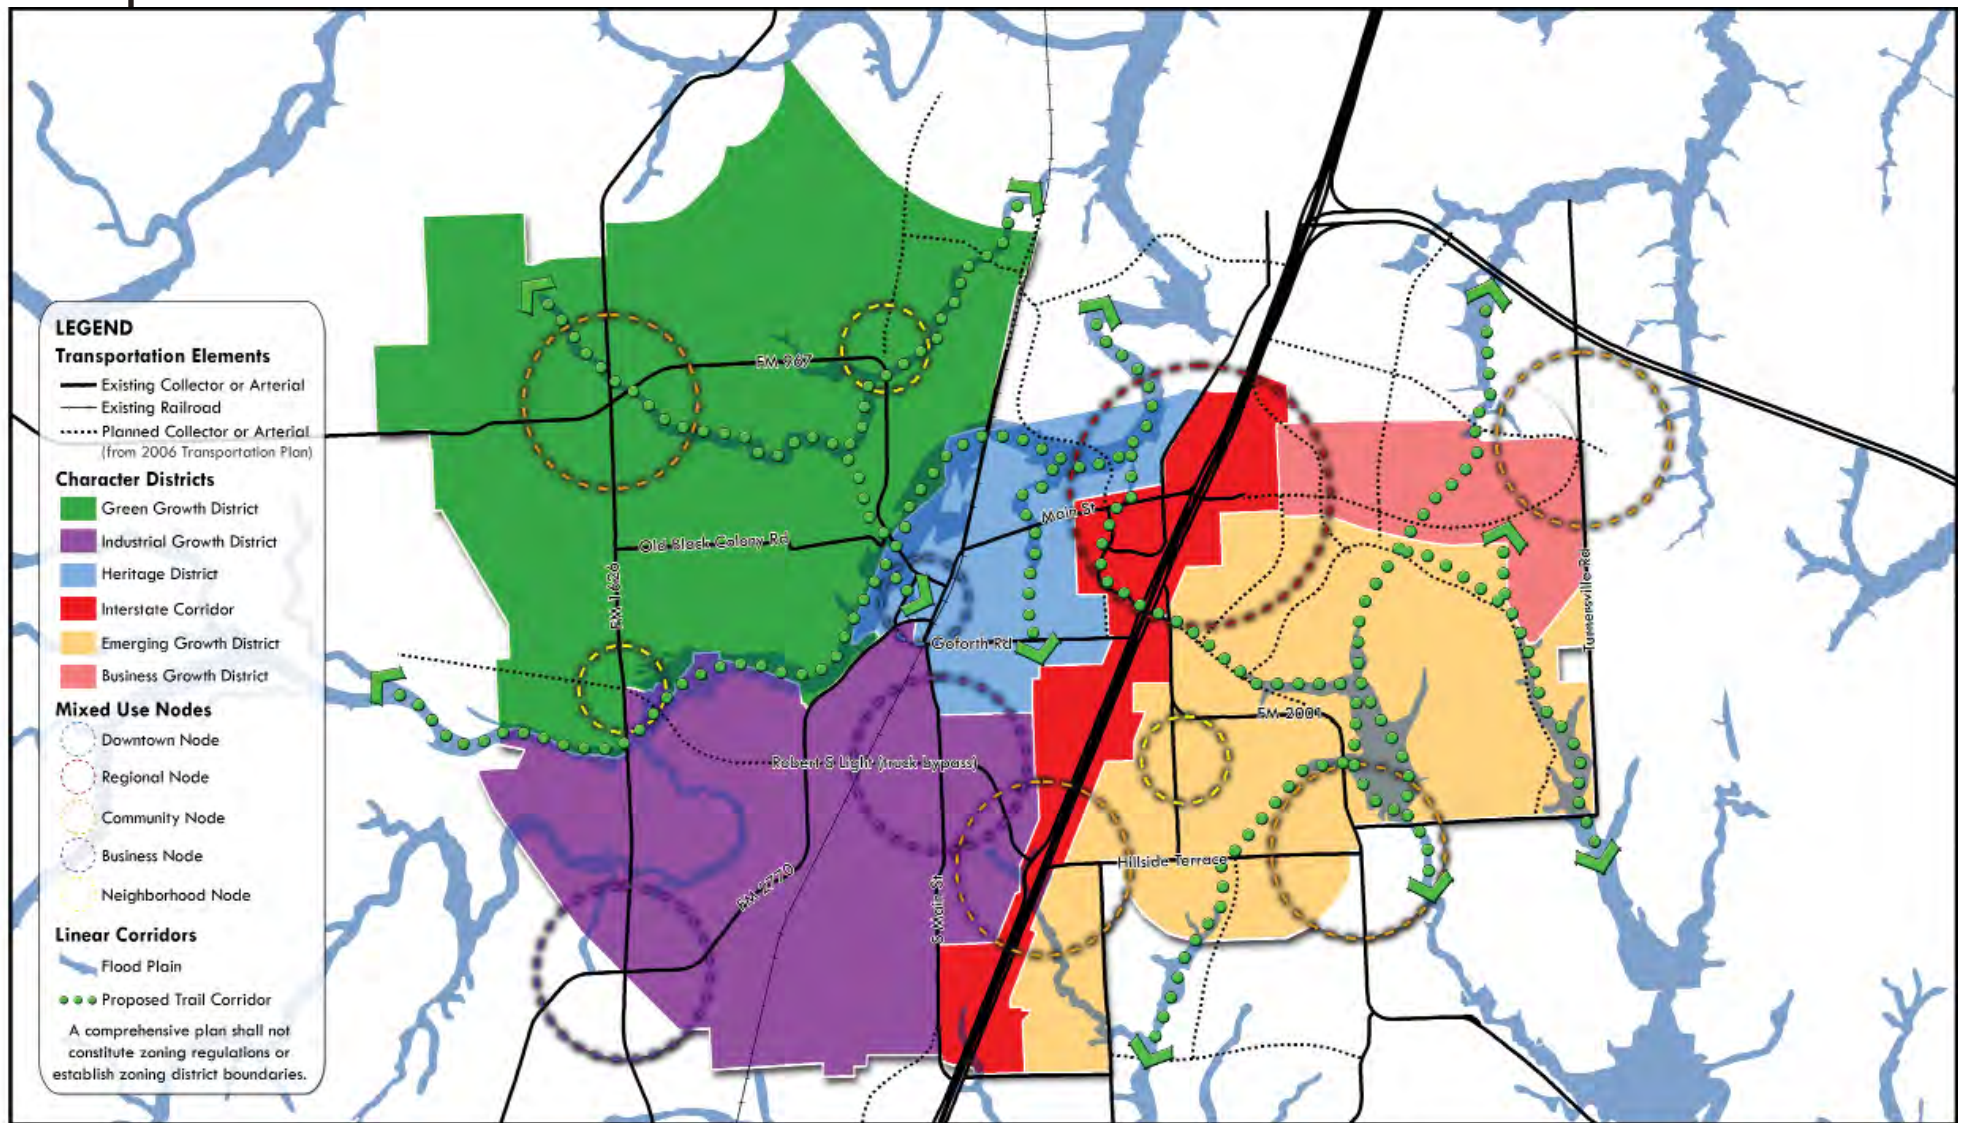 LEGEND
Transportation Elements
Existing Collector or Arterial
Existing Railroad
Planned Collector or Arterial
(from 2006 Transportation Plan)
Character Districts
Green Growth District
Industrial Growth District
Heritage District
Interstate Corridor
Emerging Growth District
Business Growth District
Mixed Use Nodes
Downtown Node
Regional Node
Community Node
Business Node
Neighborhood Node
Linear Corridors
Flood Plain
Proposed Trail Corridor
A comprehensive plan shall not
constitute zoning regulations or
establish zoning district boundaries.
FM 967
Main St
Old Black Colony Rd
FM 1626
Goforth Rd
Turnersville Rd
FM 2001
Robert S Light (truck bypass)
Hillside Terrace
FM 2770
S Main St